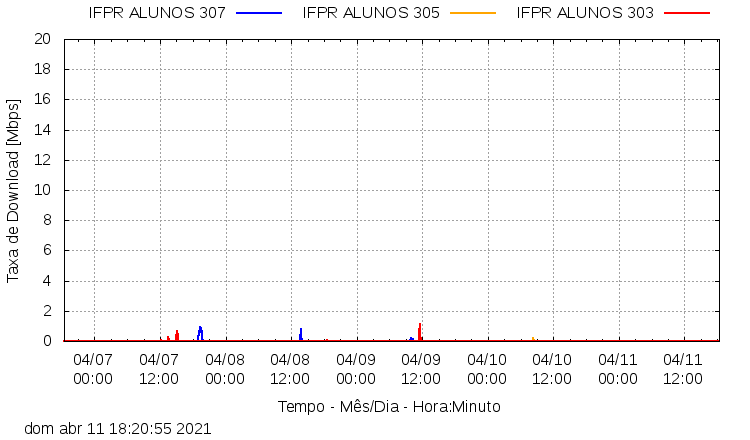 IFPR ALUNOS 307 IFPR ALUNOS 305 IFPR ALUNOS 303
20
18
16
14
12
10
8
6
4
2
0
Taxa de Download [Mbps]
04/07 04/07 04/08 04/08 04/09 04/09 04/10 04/10 04/11 04/11
00:00 12:00 00:00 12:00 00:00 12:00 00:00 12:00 00:00 12:00
Tempo - Mês/Dia - Hora:Minuto
dom abr 11 18:20:55 2021